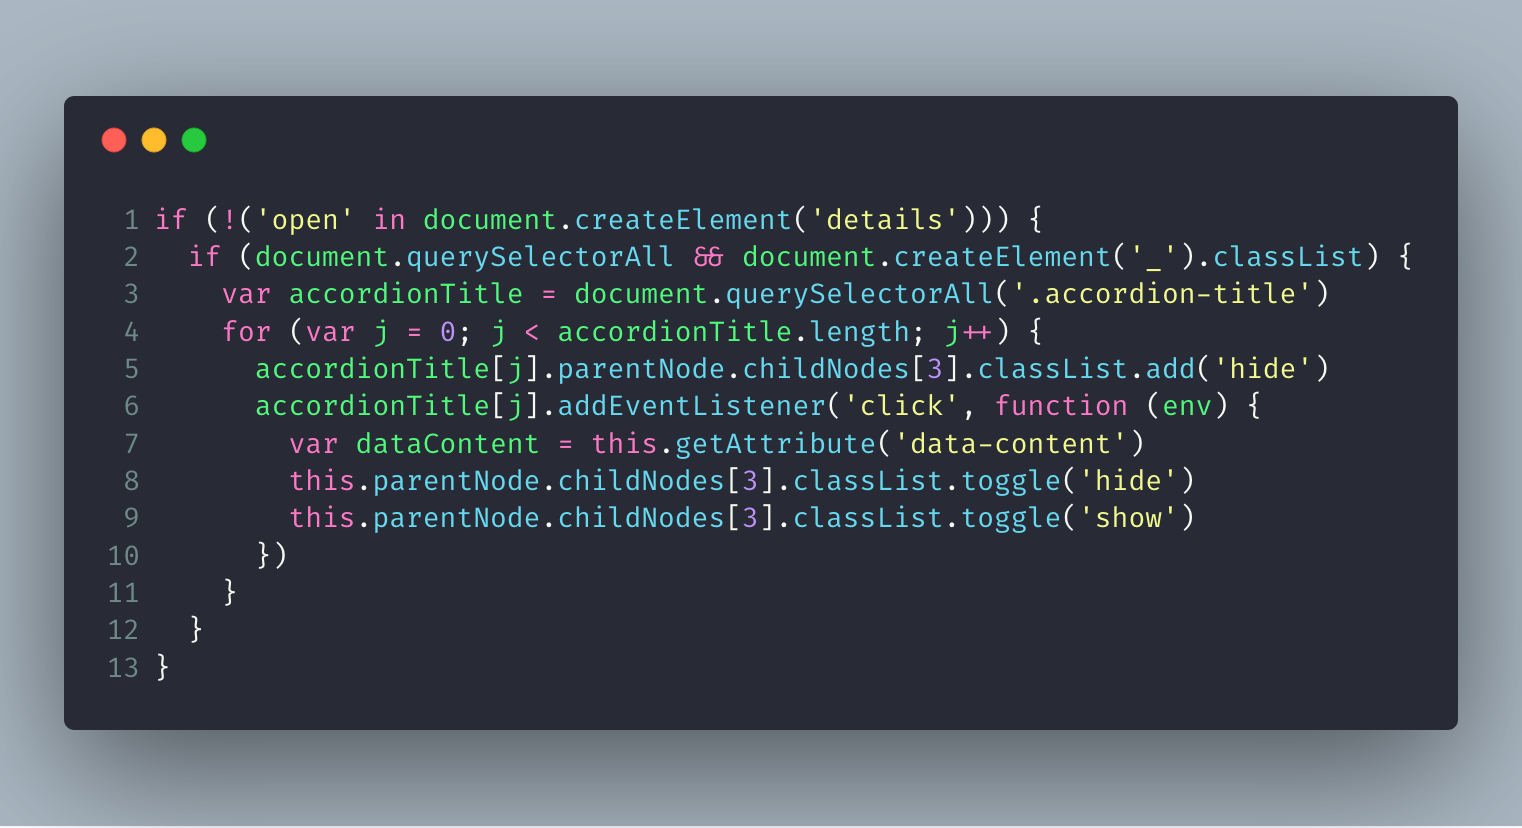 1 if (!('open' in document.createElement('details'))) {
2   if (document.querySelectorAll && document.createElement('_').classList) {
3     var accordionTitle = document.querySelectorAll('.accordion-title')
4     for (var j = 0; j < accordionTitle.length; j++) {
5       accordionTitle[j].parentNode.childNodes[3].classList.add('hide')
6       accordionTitle[j].addEventListener('click', function (env) {
7         var dataContent = this.getAttribute('data-content')
8         this.parentNode.childNodes[3].classList.toggle('hide')
9         this.parentNode.childNodes[3].classList.toggle('show')
10       })
11     }
12   }
13 }